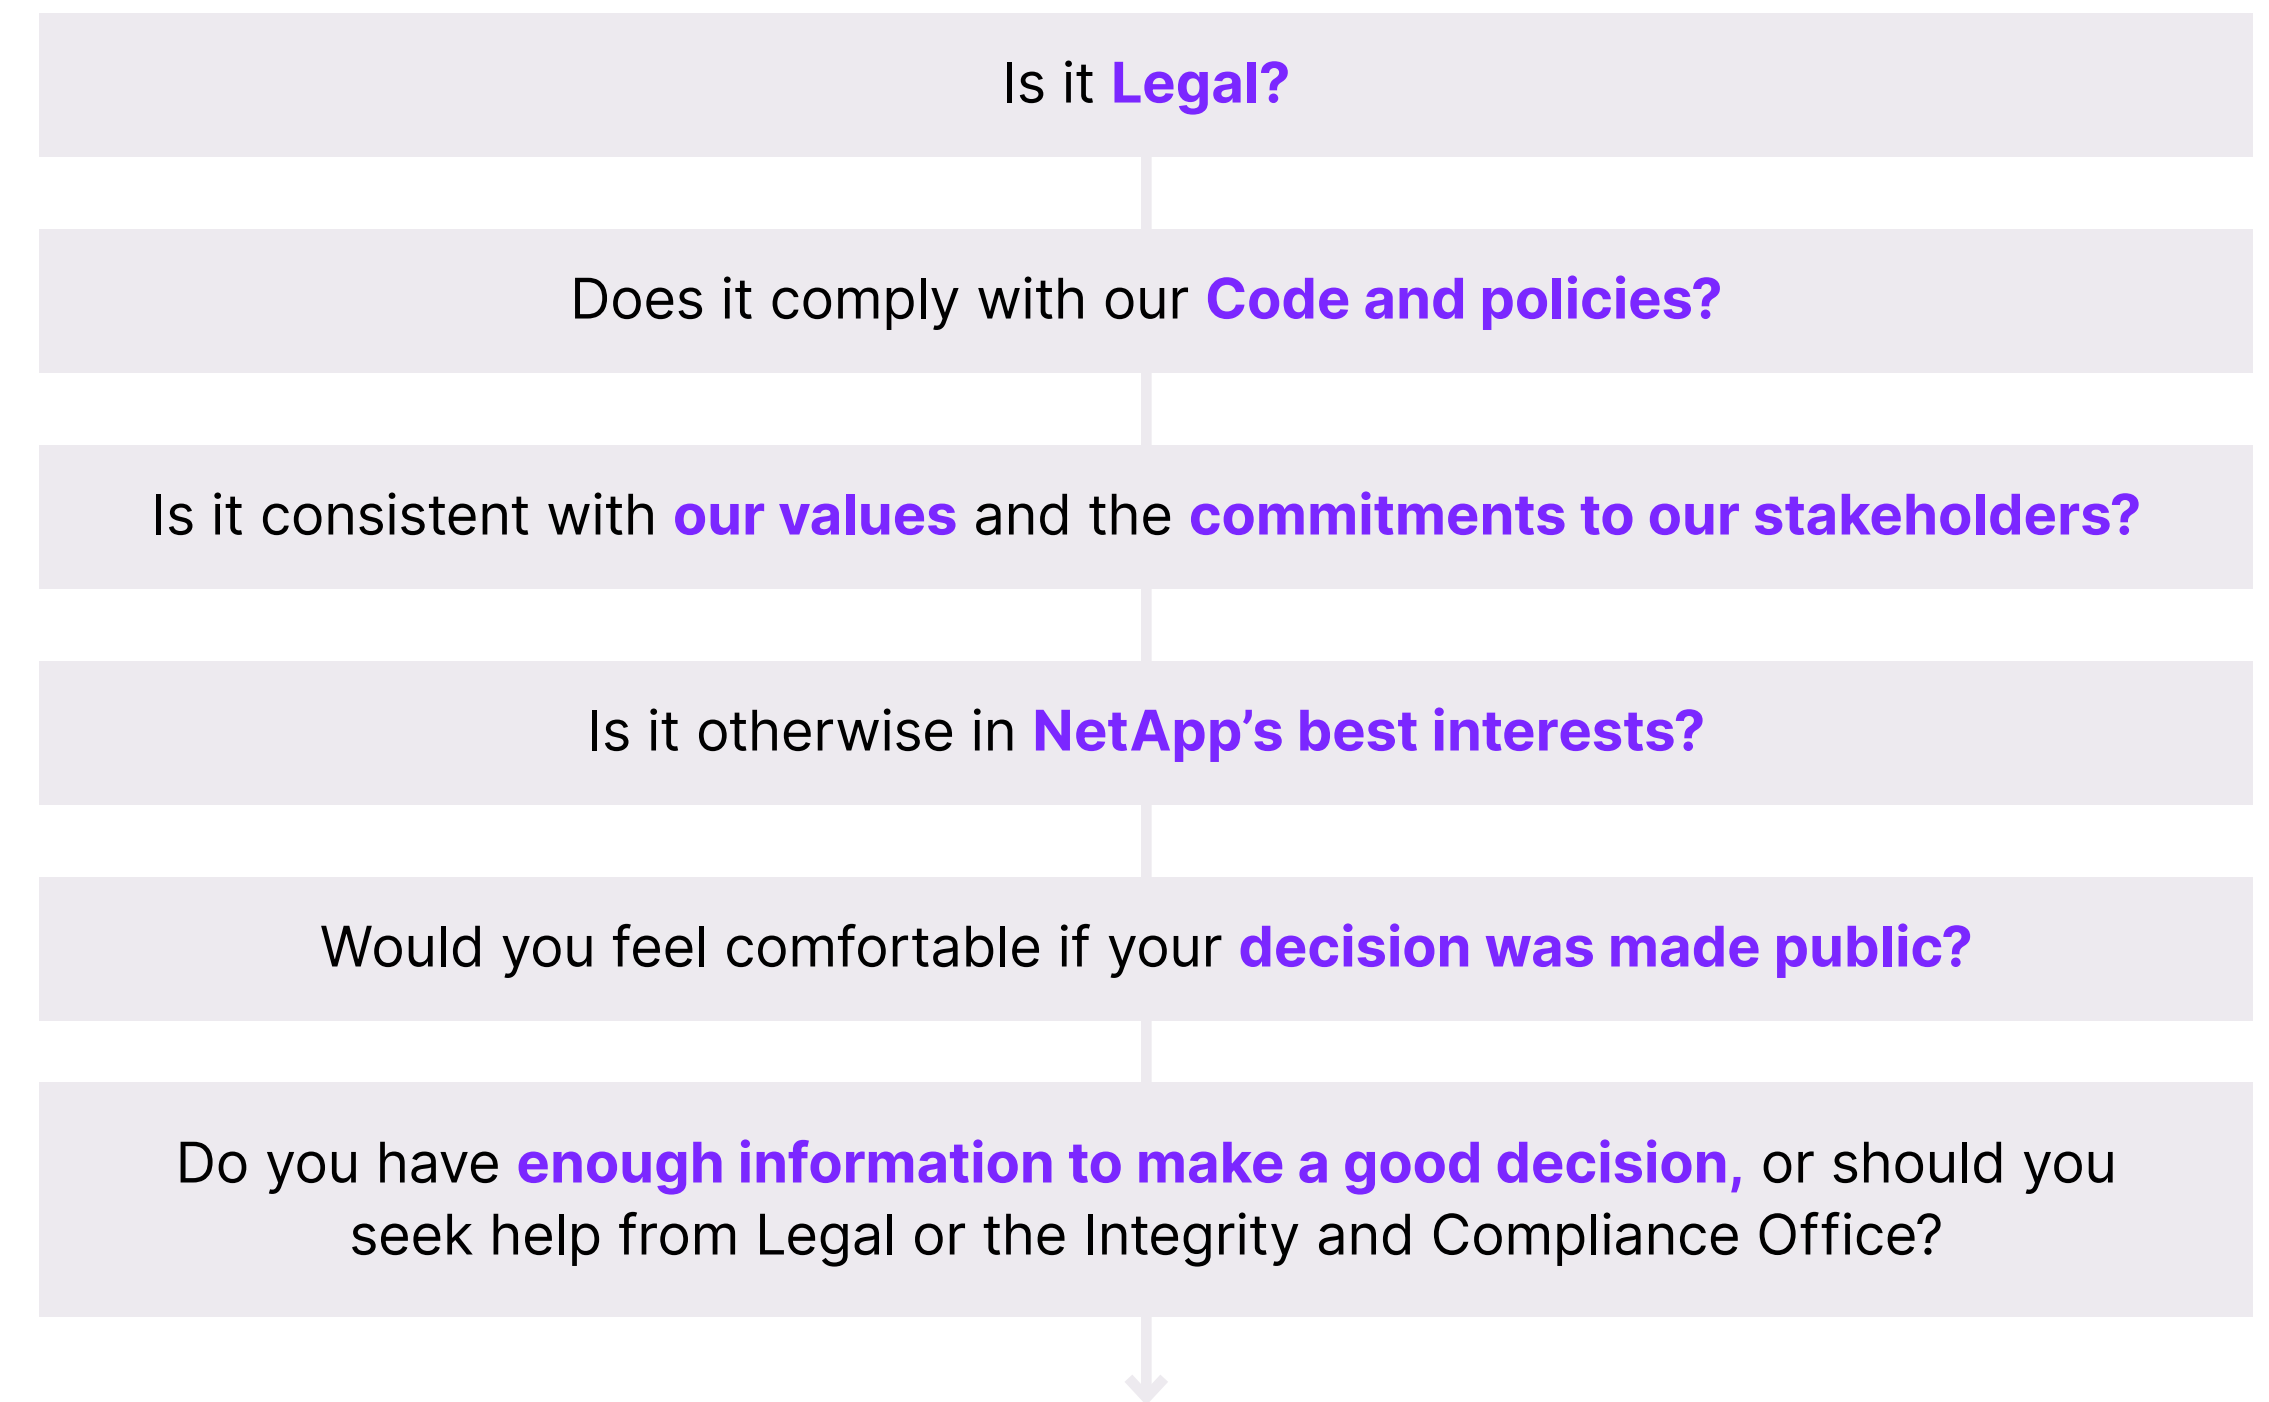 Is it Legal?
Does it comply with our Code and policies?
Is it consistent with our values and the commitments to our stakeholders?
Is it otherwise in NetApp’s best interests?
Would you feel comfortable if your decision was made public?
Do you have enough information to make a good decision, or should you
seek help from Legal or the Integrity and Compliance Office?